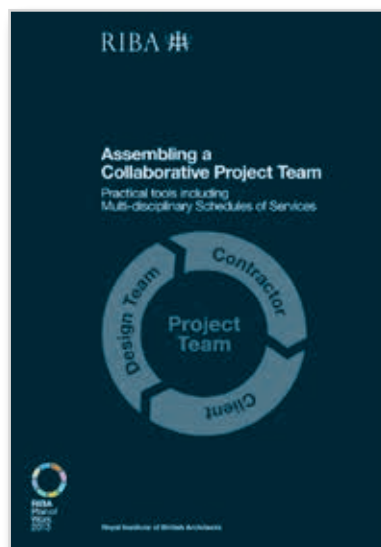 RIBA
Assembling a
Collaborative Project Team
Practical tools including
Multi-disciplinary Schedules of Services
Design Team
Contractor
Project
Team
Client
RIBA
Plan of
Work
2013
Royal Institute of British Architects